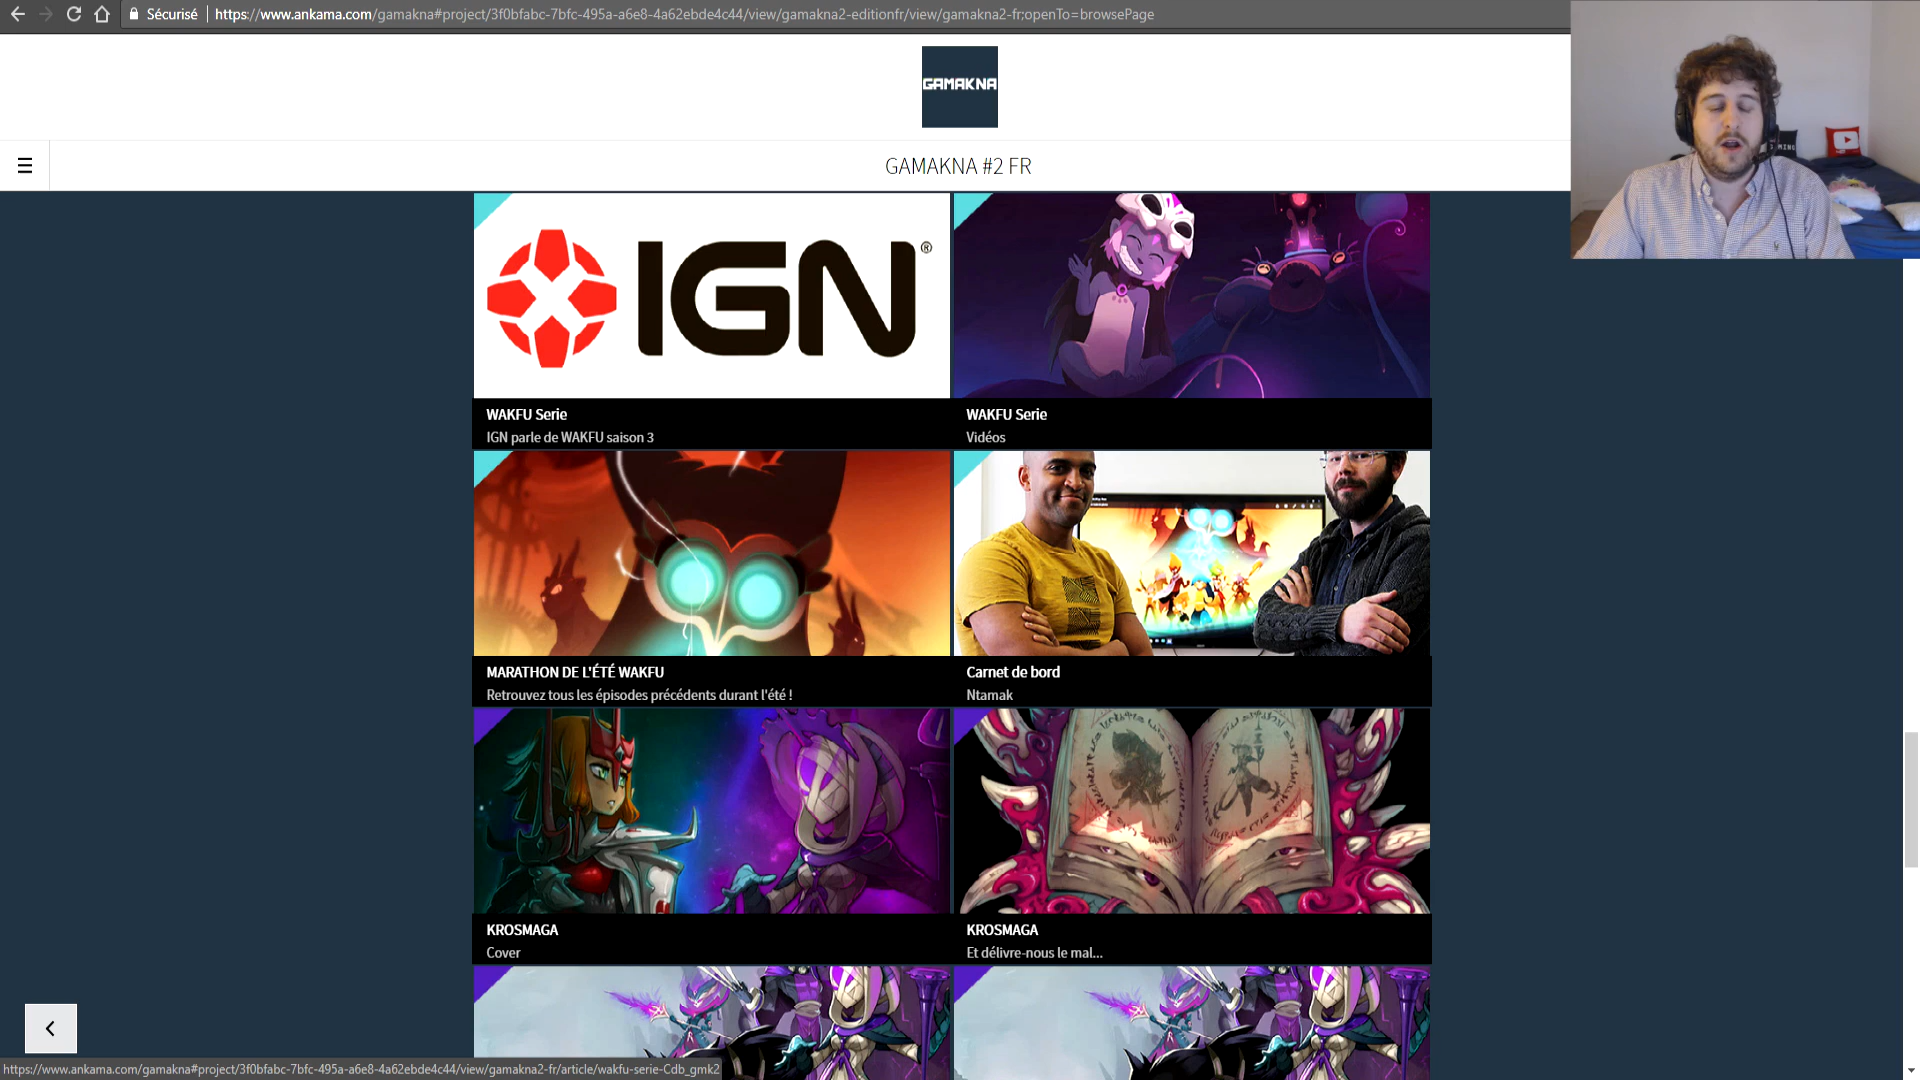 Sécurisé
https://www.ankama.com/gamakna#project/3f0bfabc-7bfc-495a-a6e8-4a62ebde4c44/view/gamakna2-editionfr/view/gamakna2-fr;openTo=browsePage
GAMAKNA
GAMAKNA #2 FR
IGN®
WAKFU Serie
IGN parle de WAKFU saison 3
WAKFU Serie
Vidéos
MARATHON DE L'ÉTÉ WAKFU
Retrouvez tous les épisodes précédents durant l'été !
Carnet de bord
Ntamak
KROSMAGA
Cover
KROSMAGA
Et délivre-nous le mal...
https://www.ankama.com/gamakna#project/3f0bfabc-7bfc-495a-a6e8-4a62ebde4c44/view/gamakna2-fr/article/wakfu-serie-Cdb_gmk2